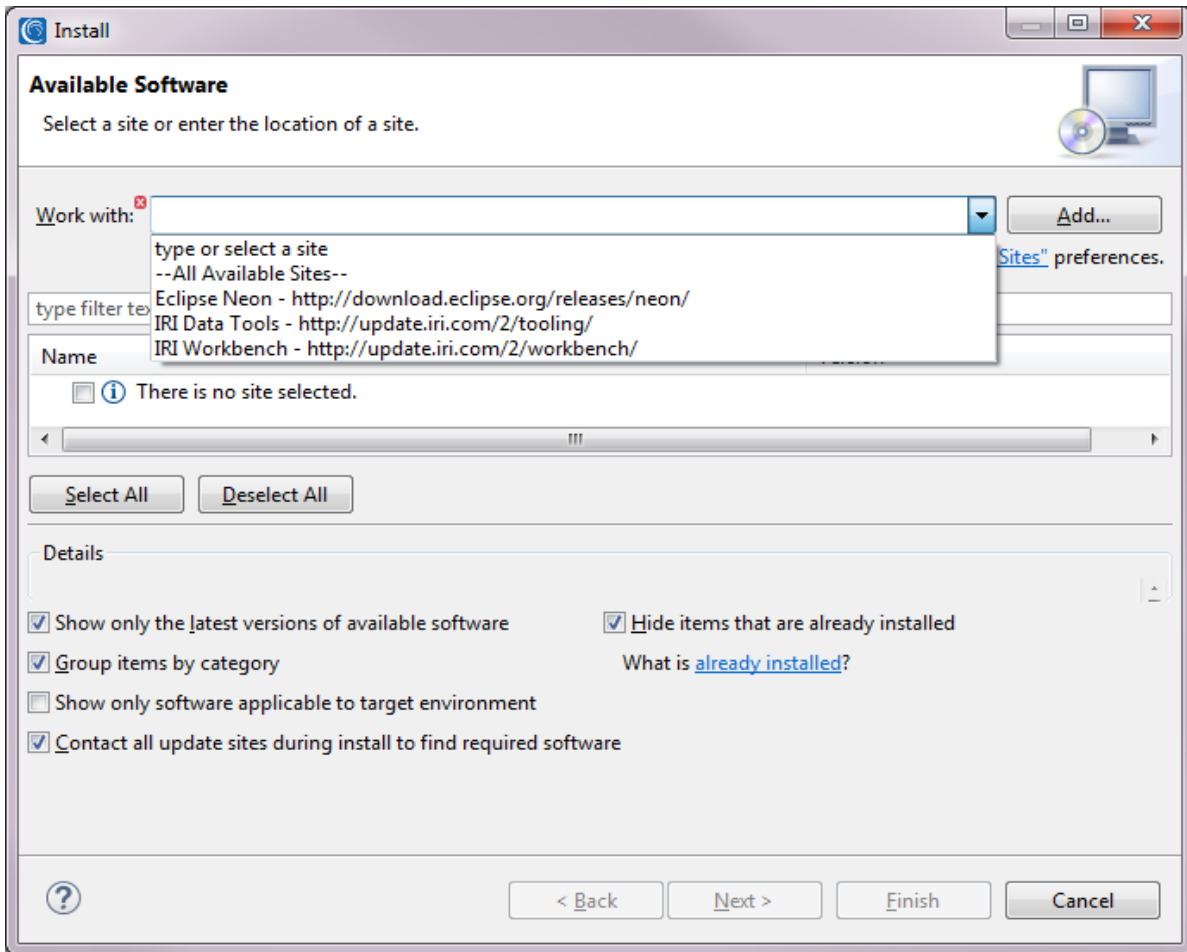 Install
Available Software
Select a site or enter the location of a site.
Work with:
Add...
type or select a site
--All Available Sites--
Eclipse Neon - http://download.eclipse.org/releases/neon/
IRI Data Tools - http://update.iri.com/2/tooling/
IRI Workbench - http://update.iri.com/2/workbench/
Sites" preferences.
type filter
Name
There is no site selected.
Select All Deselect All
Details
Show only the latest versions of available software
Hide items that are already installed
Group items by category
What is already installed?
Show only software applicable to target environment
Contact all update sites during install to find required software
? < Back Next > Finish Cancel